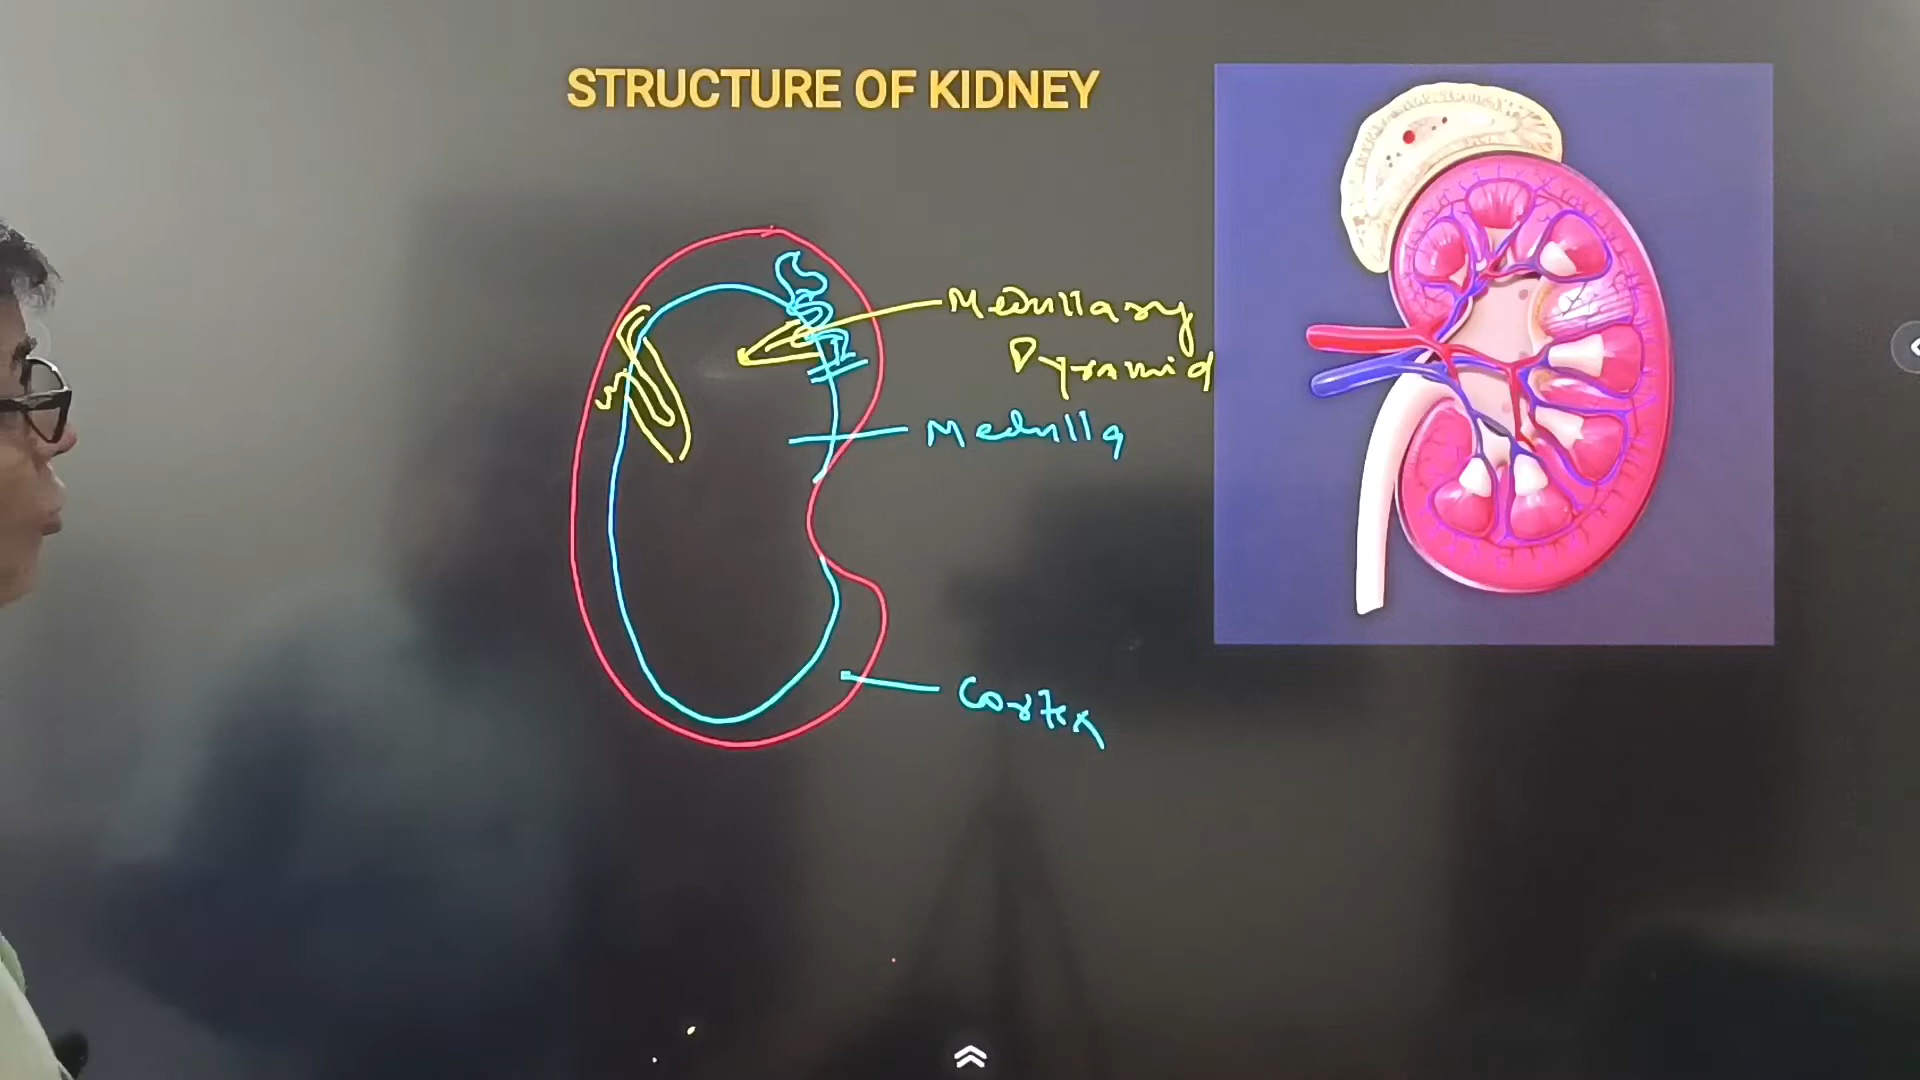 STRUCTURE OF KIDNEY
Medullary
Pyramid
Medulla
Cortex